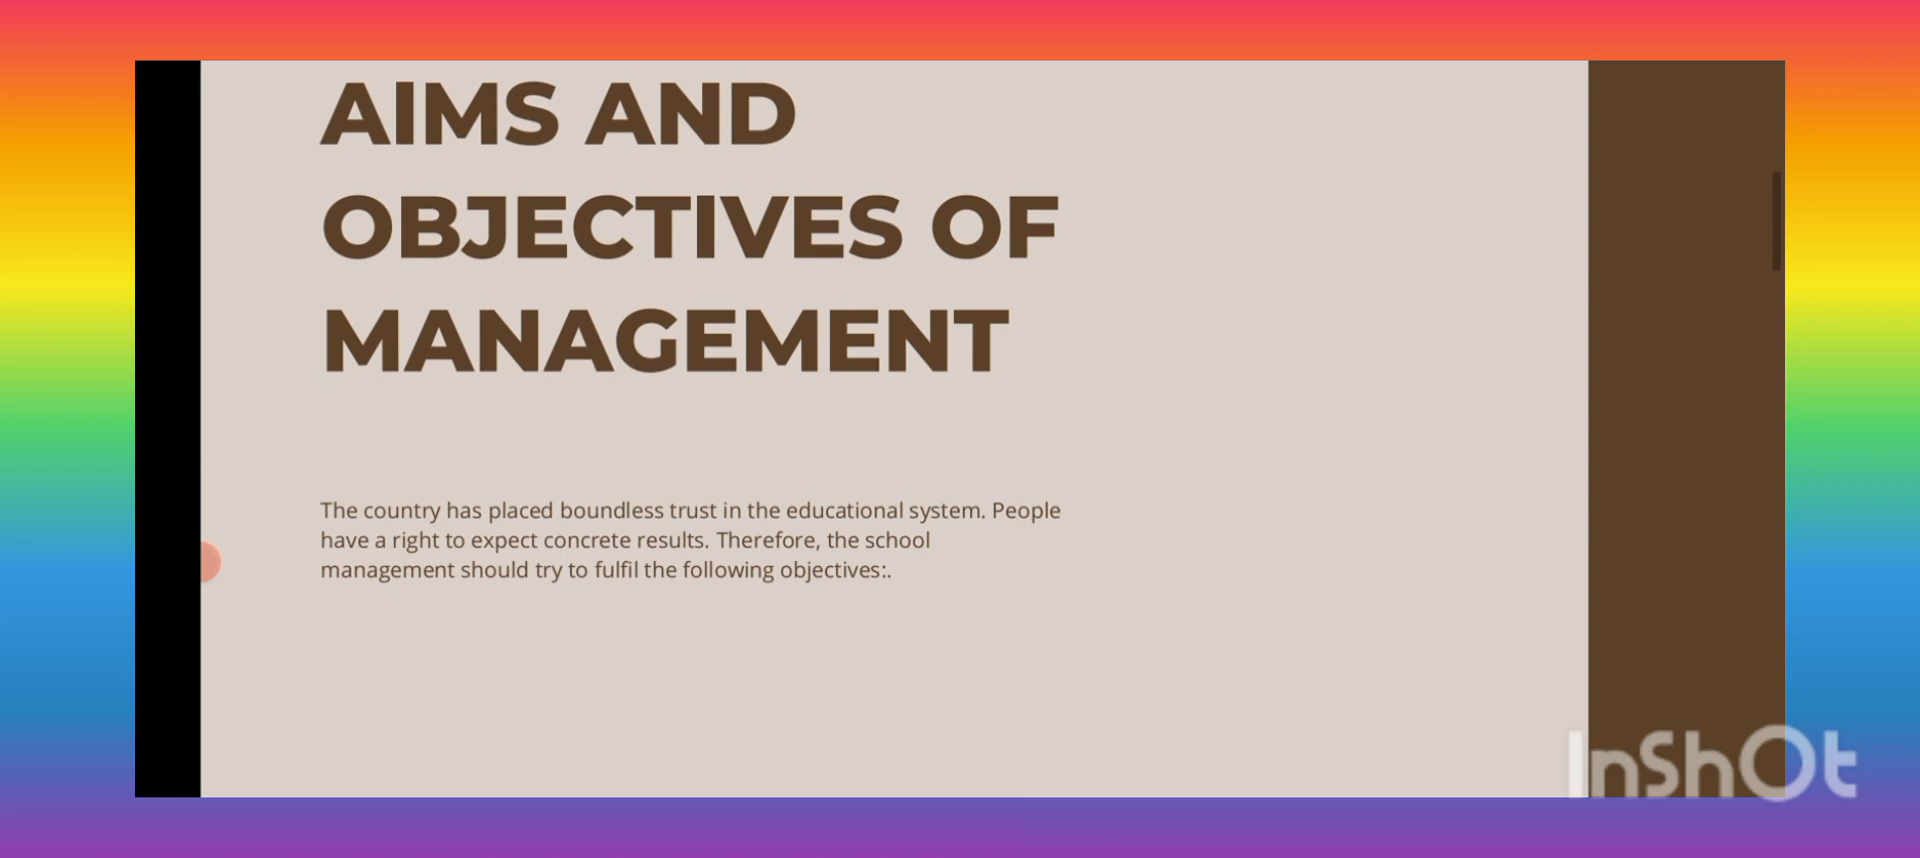 AIMS AND
OBJECTIVES OF
MANAGEMENT
The country has placed boundless trust in the educational system. People
have a right to expect concrete results. Therefore, the school
management should try to fulfil the following objectives:.
InShOt